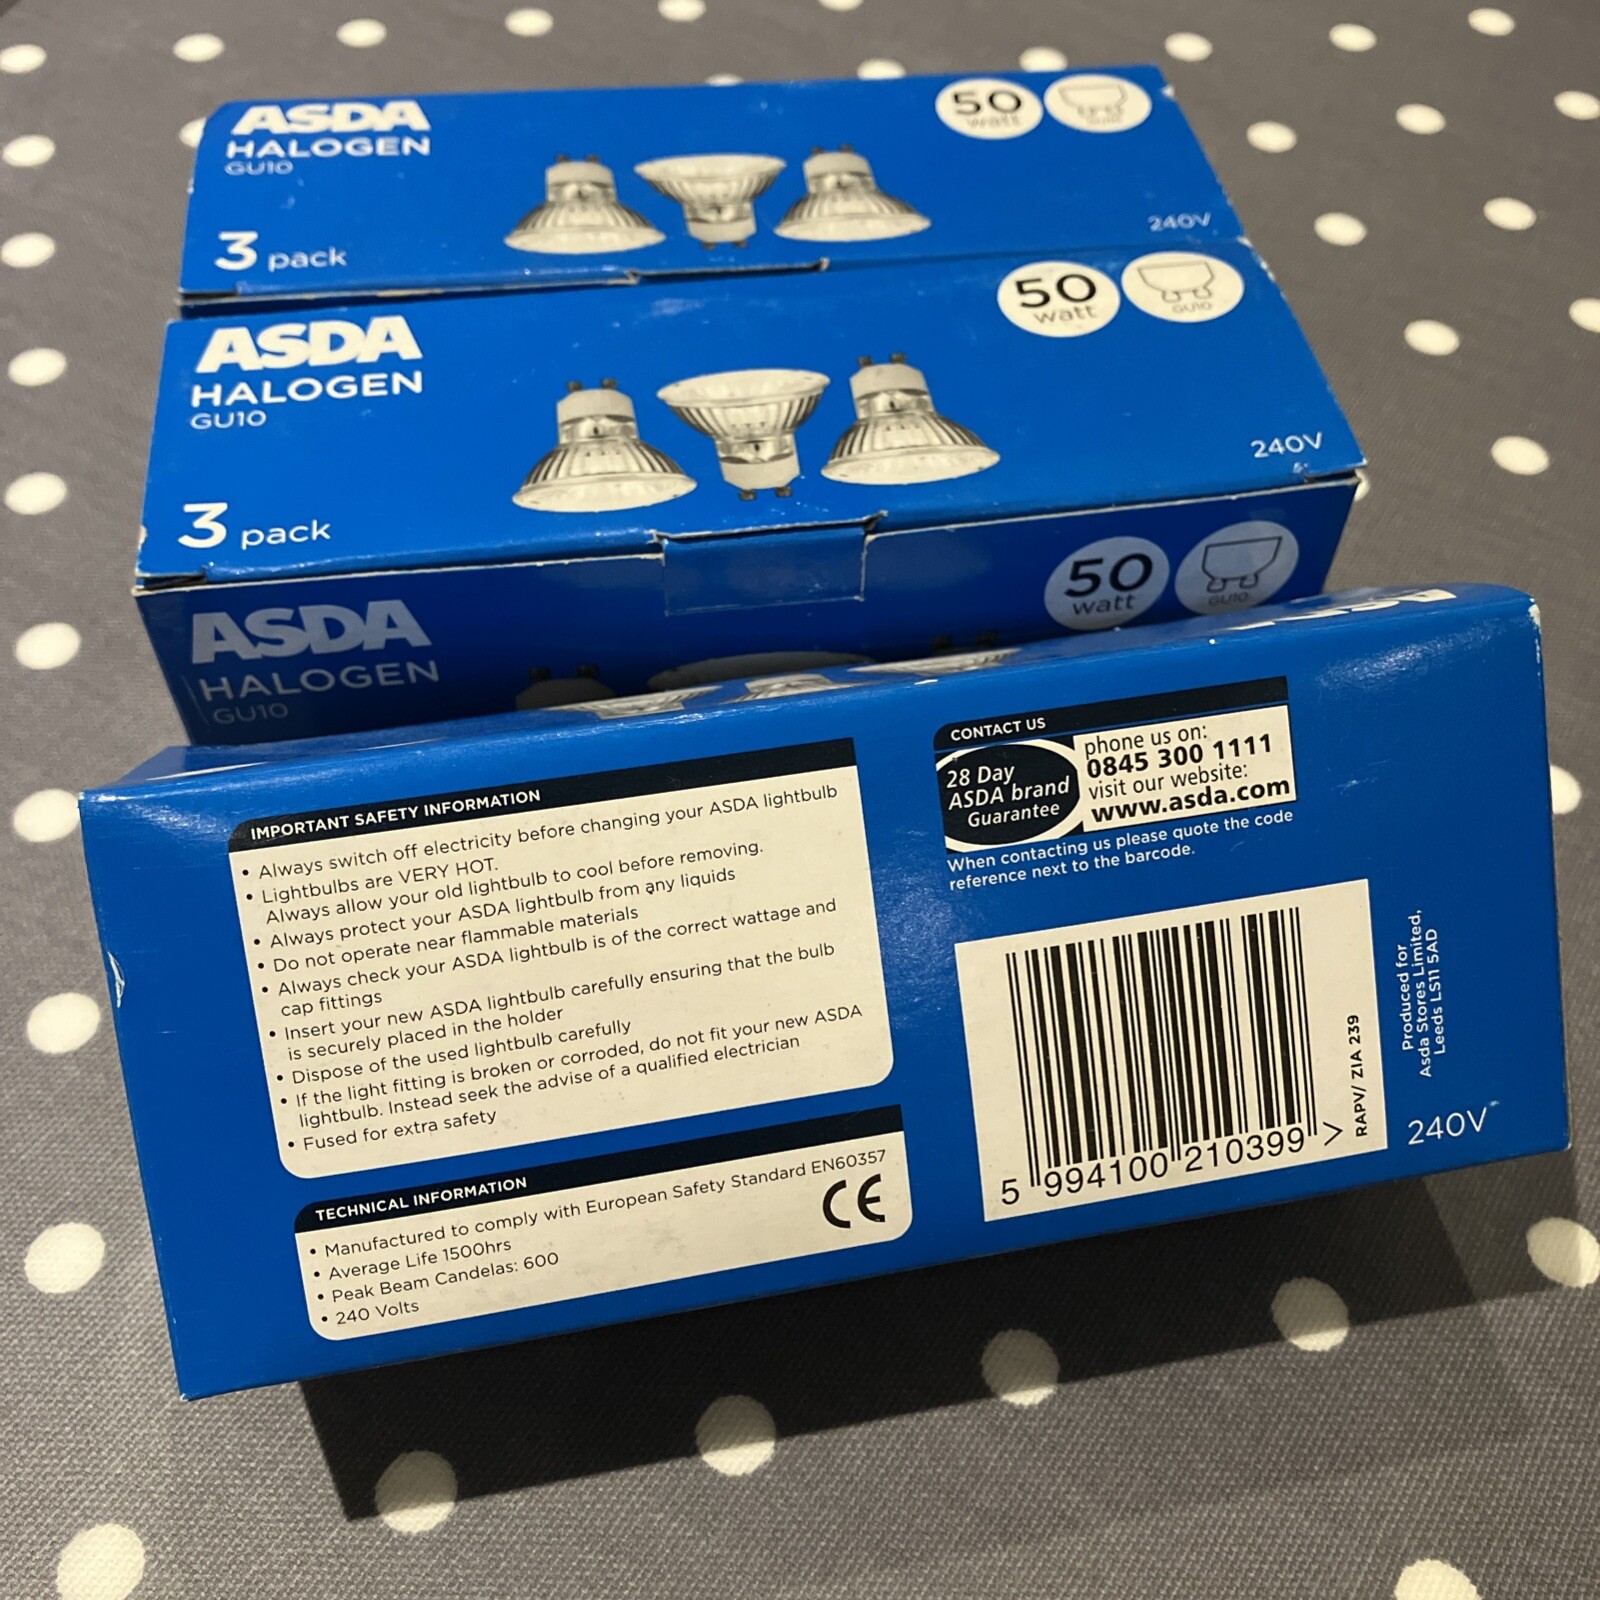 ASDA
HALOGEN
GU10
3 pack
50
watt
GU10
240V
ASDA
HALOGEN
GU10
3 pack
50
watt
GU10
240V
ASDA
HALOGEN
GU10
50
watt
GU10
ASDA
IMPORTANT SAFETY INFORMATION
• Always switch off electricity before changing your ASDA lightbulb
• Lightbulbs are VERY HOT.
Always allow your old lightbulb to cool before removing.
• Always protect your ASDA lightbulb from any liquids
• Do not operate near flammable materials
• Always check your ASDA lightbulb is of the correct wattage and
cap fittings
• Insert your new ASDA lightbulb carefully ensuring that the bulb
is securely placed in the holder
• Dispose of the used lightbulb carefully
• If the light fitting is broken or corroded, do not fit your new ASDA
lightbulb. Instead seek the advise of a qualified electrician
• Fused for extra safety
TECHNICAL INFORMATION
• Manufactured to comply with European Safety Standard EN60357
• Average Life 1500hrs
• Peak Beam Candelas: 600
• 240 Volts
CE
CONTACT US
28 Day
ASDA brand
Guarantee
phone us on:
0845 300 1111
visit our website:
www.asda.com
When contacting us please quote the code
reference next to the barcode.
5 994100 210399 >
RAPV/ ZIA 239
Produced for
Asda Stores Limited,
Leeds LS11 5AD
240V